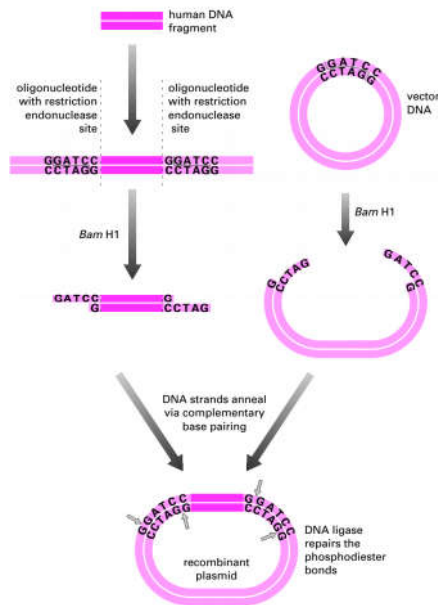 human DNA
fragment
oligonucleotide
with restriction
endonuclease
site
oligonucleotide
with restriction
endonuclease
site
GGATCC
CCTAGG
vector
DNA
GGATCC
CCTAGG
GGATCC
CCTAGG
Bam H1
Bam H1
G
CCTAG
GATCC
G
GATCC
G
G
CCTAG
DNA strands anneal
via complementary
base pairing
GGATCC
CCTAGG
GGATCC
CCTAGG
DNA ligase
repairs the
phosphodiester
bonds
recombinant
plasmid